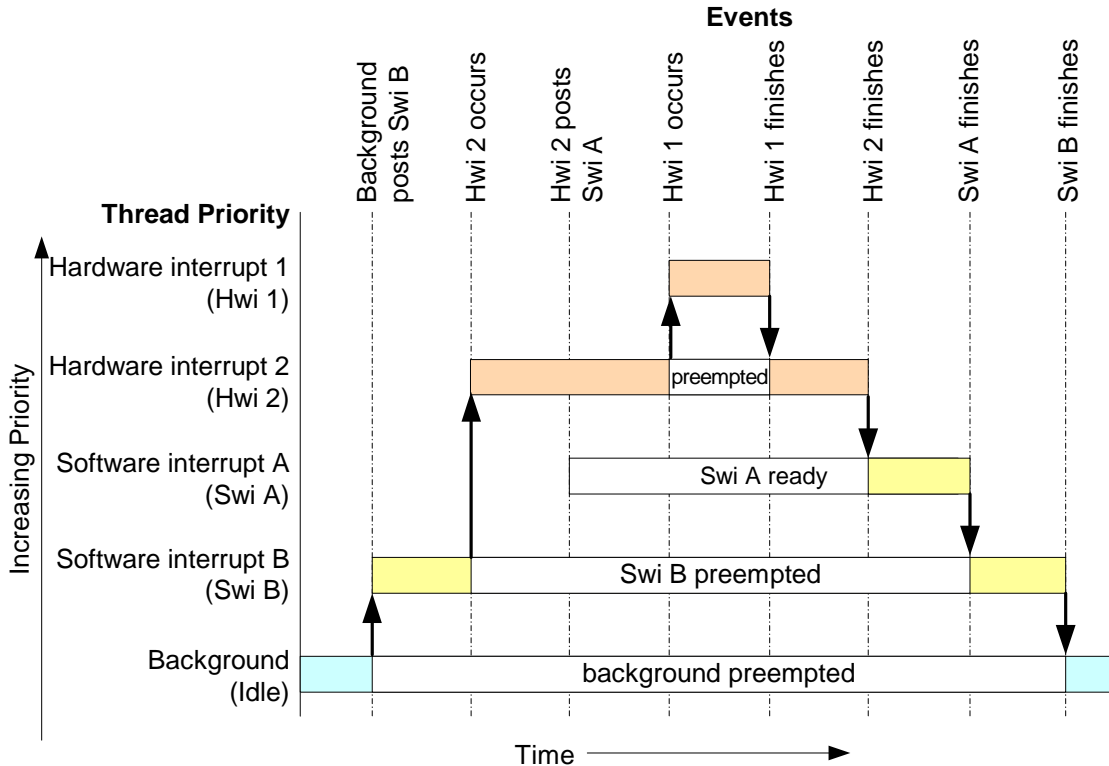 Events
Background
posts Swi B
Hwi 2 occurs
Hwi 2 posts
Swi A
Hwi 1 occurs
Hwi 1 finishes
Hwi 2 finishes
Swi A finishes
Swi B finishes
Thread Priority
Increasing Priority
Hardware interrupt 1
(Hwi 1)
Hardware interrupt 2
(Hwi 2)
preempted
Software interrupt A
(Swi A)
Swi A ready
Software interrupt B
(Swi B)
Swi B preempted
Background
(Idle)
background preempted
Time